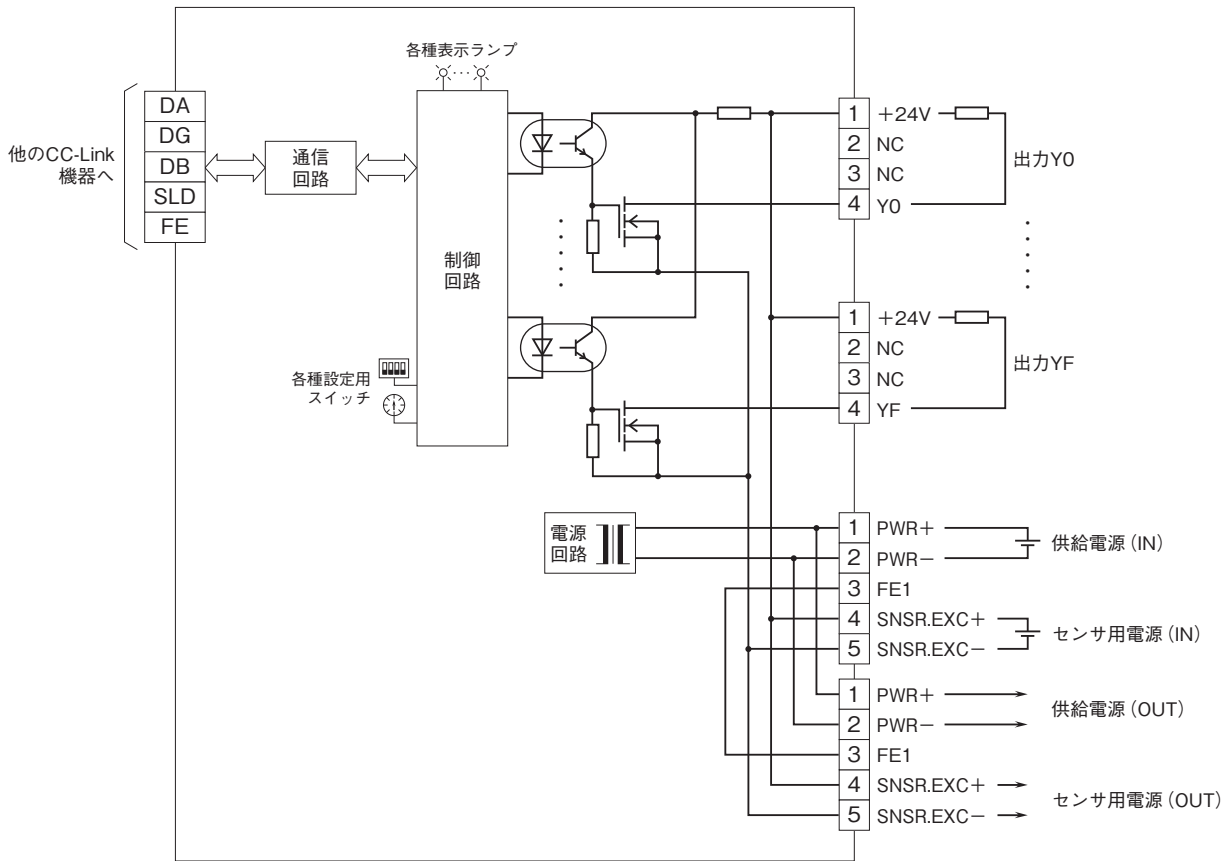 各種表示ランプ
他のCC-Link
機器へ
DA
DG
DB
SLD
FE
通信
回路
制御
回路
各種設定用
スイッチ
1 +24V
2 NC
3 NC
4 Y0
出力Y0
1 +24V
2 NC
3 NC
4 YF
出力YF
電源
回路
1 PWR+
2 PWR−
3 FE1
4 SNSR.EXC+
5 SNSR.EXC−
供給電源(IN)
センサ用電源(IN)
1 PWR+
2 PWR−
3 FE1
4 SNSR.EXC+
5 SNSR.EXC−
供給電源(OUT)
センサ用電源(OUT)